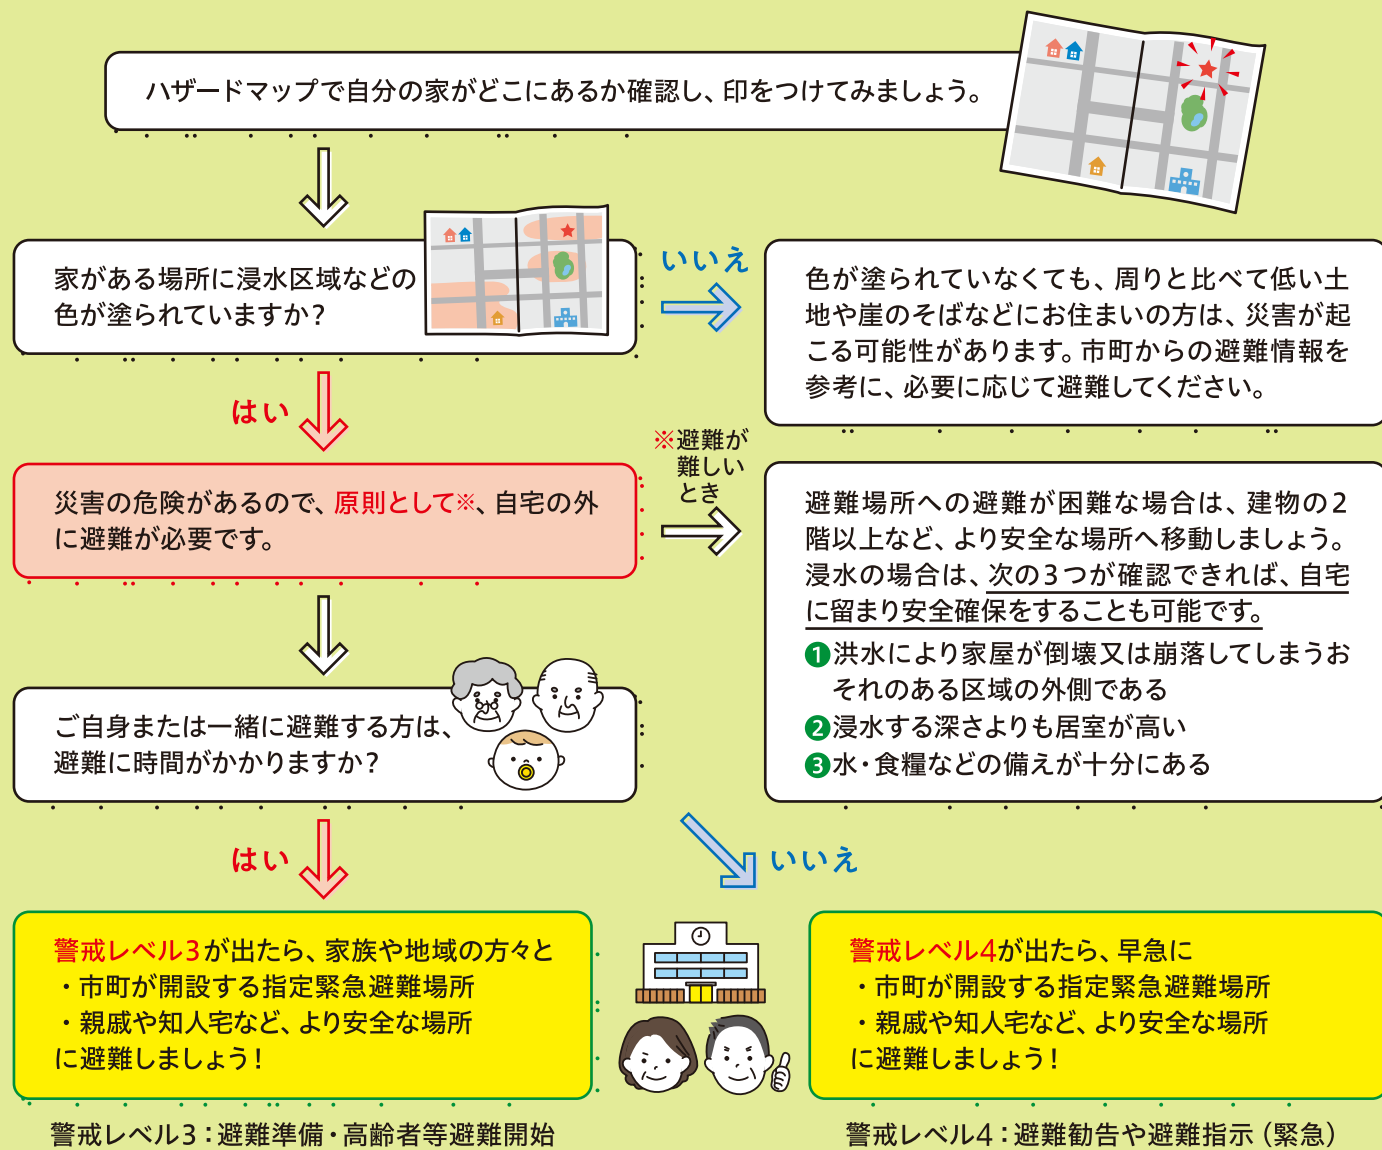 ハザードマップで自分の家がどこにあるか確認し、印をつけてみましょう。
家がある場所に浸水区域などの
色が塗られていますか？
いいえ
色が塗られていなくても、周りと比べて低い土
地や崖のそばなどにお住まいの方は、災害が起
こる可能性があります。市町からの避難情報を
参考に、必要に応じて避難してください。
はい
災害の危険があるので、原則として※、自宅の外
に避難が必要です。
※避難が
難しい
とき
避難場所への避難が困難な場合は、建物の2
階以上など、より安全な場所へ移動しましょう。
浸水の場合は、次の3つが確認できれば、自宅
に留まり安全確保をすることも可能です。
❶洪水により家屋が倒壊又は崩落してしまうお
それのある区域の外側である
❷浸水する深さよりも居室が高い
❸水・食糧などの備えが十分にある
ご自身または一緒に避難する方は、
避難に時間がかかりますか？
はい
いいえ
警戒レベル3が出たら、家族や地域の方々と
・市町が開設する指定緊急避難場所
・親戚や知人宅など、より安全な場所
に避難しましょう！
警戒レベル3：避難準備・高齢者等避難開始
警戒レベル4が出たら、早急に
・市町が開設する指定緊急避難場所
・親戚や知人宅など、より安全な場所
に避難しましょう！
警戒レベル4：避難勧告や避難指示（緊急）